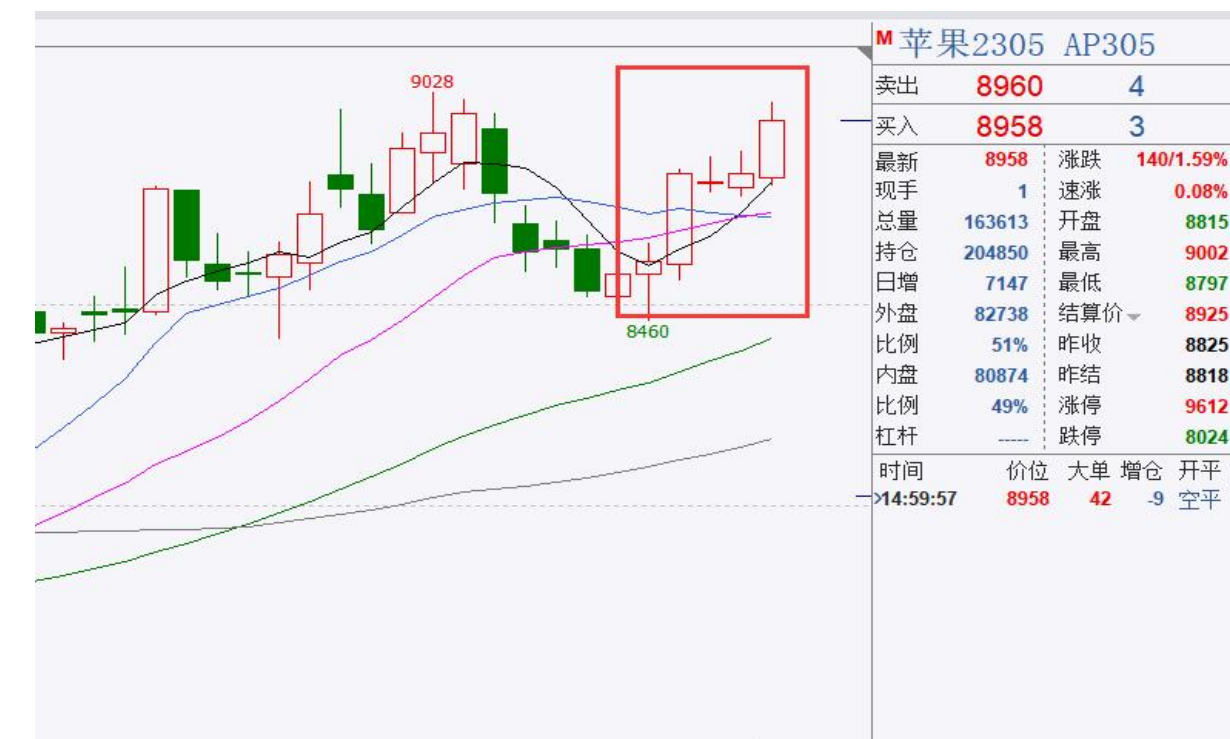 9028
8460
M 苹果2305 AP305
卖出 8960 4
买入 8958 3
最新 8958 涨跌 140/1.59%
现手 1 速涨 0.08%
总量 163613 开盘 8815
持仓 204850 最高 9002
日增 7147 最低 8797
外盘 82738 结算价 8925
比例 51% 昨收 8825
内盘 80874 昨结 8818
比例 49% 涨停 9612
杠杆 ----- 跌停 8024
时间 价位 大单 增仓 开平
14:59:57 8958 42 -9 空平